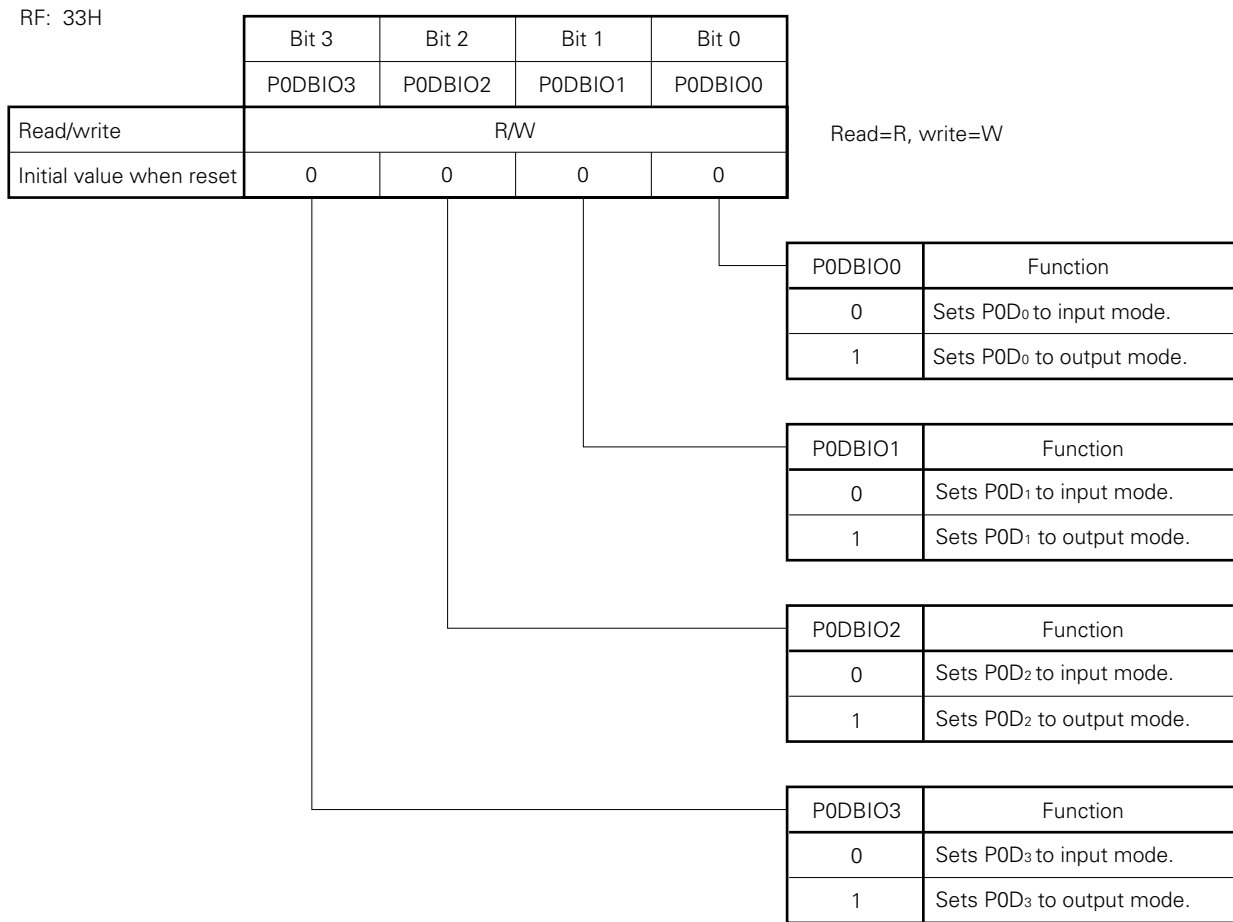 RF: 33H
Bit 3 Bit 2 Bit 1 Bit 0
P0DBIO3 P0DBIO2 P0DBIO1 P0DBIO0
Read/write R/W Read=R, write=W
Initial value when reset 0 0 0 0
P0DBIO0 Function
0 Sets P0D₀ to input mode.
1 Sets P0D₀ to output mode.
P0DBIO1 Function
0 Sets P0D₁ to input mode.
1 Sets P0D₁ to output mode.
P0DBIO2 Function
0 Sets P0D₂ to input mode.
1 Sets P0D₂ to output mode.
P0DBIO3 Function
0 Sets P0D₃ to input mode.
1 Sets P0D₃ to output mode.